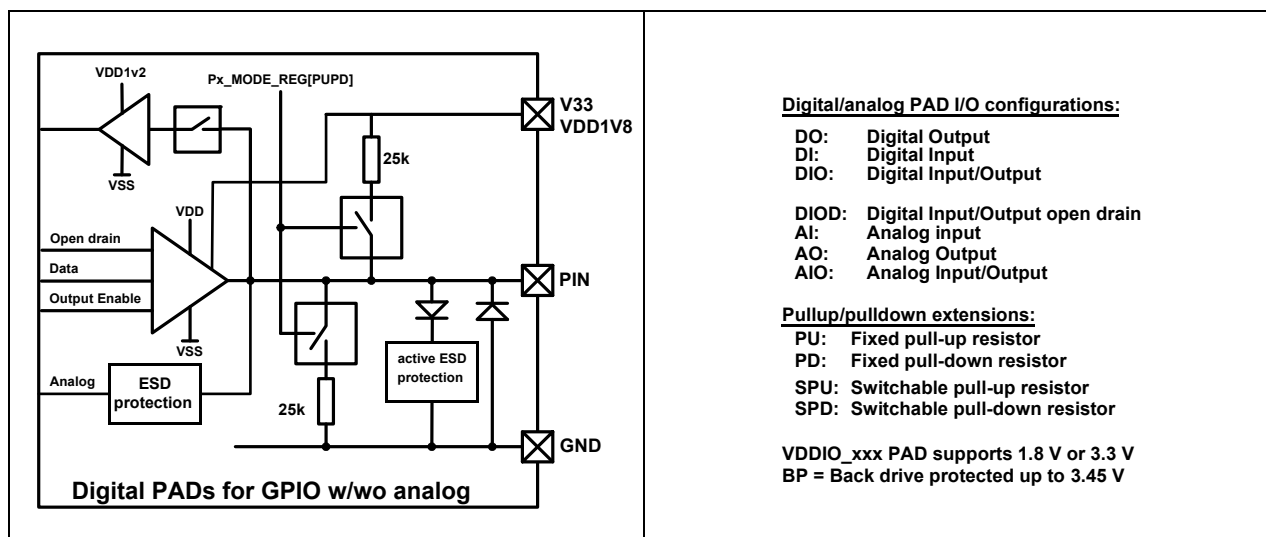 VDD1v2
Px_MODE_REG[PUPD]
V33
VDD1V8
25k
VSS
VDD
Open drain
Data
Output Enable
PIN
VSS
active ESD
protection
Analog
ESD
protection
25k
GND
Digital PADs for GPIO w/wo analog
Digital/analog PAD I/O configurations:
DO: Digital Output
DI: Digital Input
DIO: Digital Input/Output
DIOD: Digital Input/Output open drain
AI: Analog input
AO: Analog Output
AIO: Analog Input/Output
Pullup/pulldown extensions:
PU: Fixed pull-up resistor
PD: Fixed pull-down resistor
SPU: Switchable pull-up resistor
SPD: Switchable pull-down resistor
VDDIO_xxx PAD supports 1.8 V or 3.3 V
BP = Back drive protected up to 3.45 V